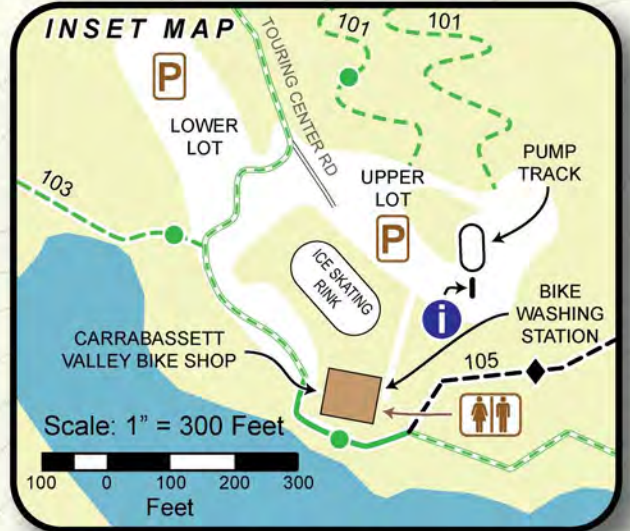 INSET MAP
101
101
TOURING CENTER RD
P
LOWER
LOT
PUMP
TRACK
103
UPPER
LOT
P
ICE SKATING
RINK
i
BIKE
WASHING
STATION
CARRABASSETT
VALLEY BIKE SHOP
105
Scale: 1" = 300 Feet
100 0 100 200 300
Feet